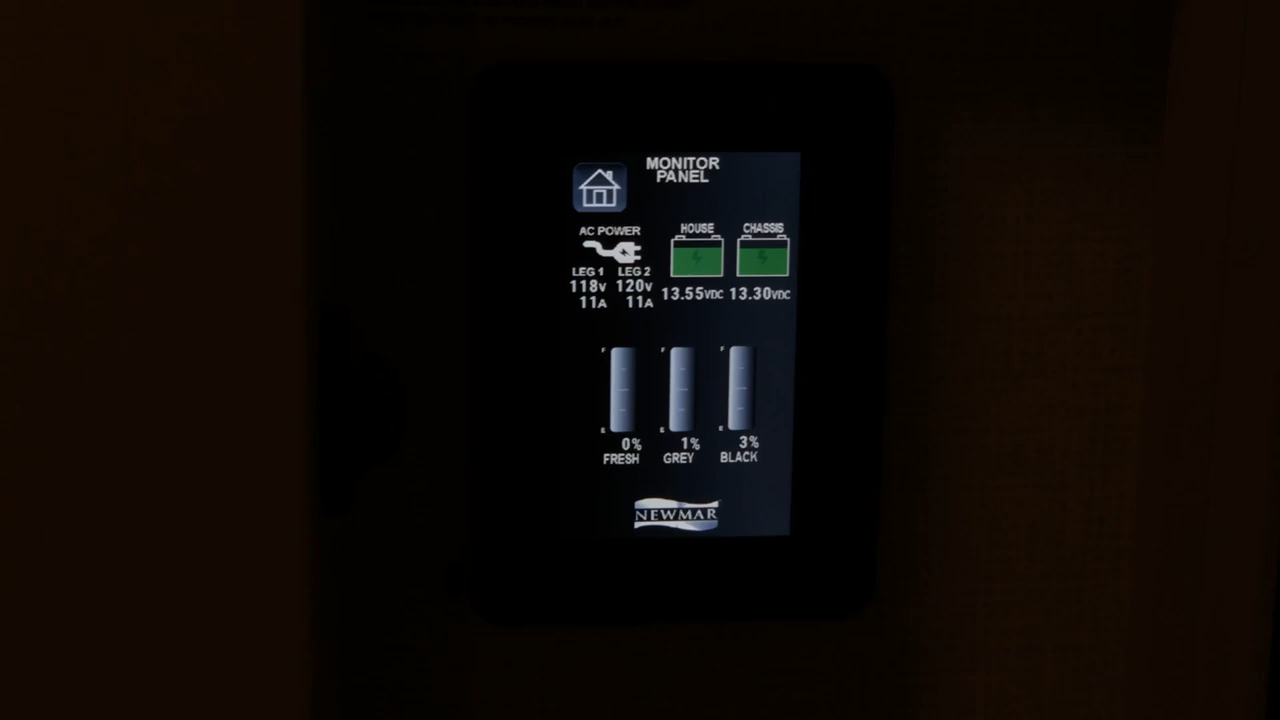 MONITOR
PANEL
AC POWER
HOUSE
CHASSIS
LEG 1 LEG 2
118V 120V
11A 11A
13.55VDC 13.30VDC
F F F
E E E
0% 1% 3%
FRESH GREY BLACK
NEWMAR